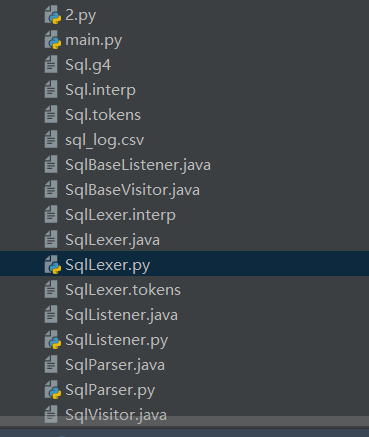 2.py
main.py
Sql.g4
Sql.interp
Sql.tokens
sql_log.csv
SqlBaseListener.java
SqlBaseVisitor.java
SqlLexer.interp
SqlLexer.java
SqlLexer.py
SqlLexer.tokens
SqlListener.java
SqlListener.py
SqlParser.java
SqlParser.py
SqlVisitor.java